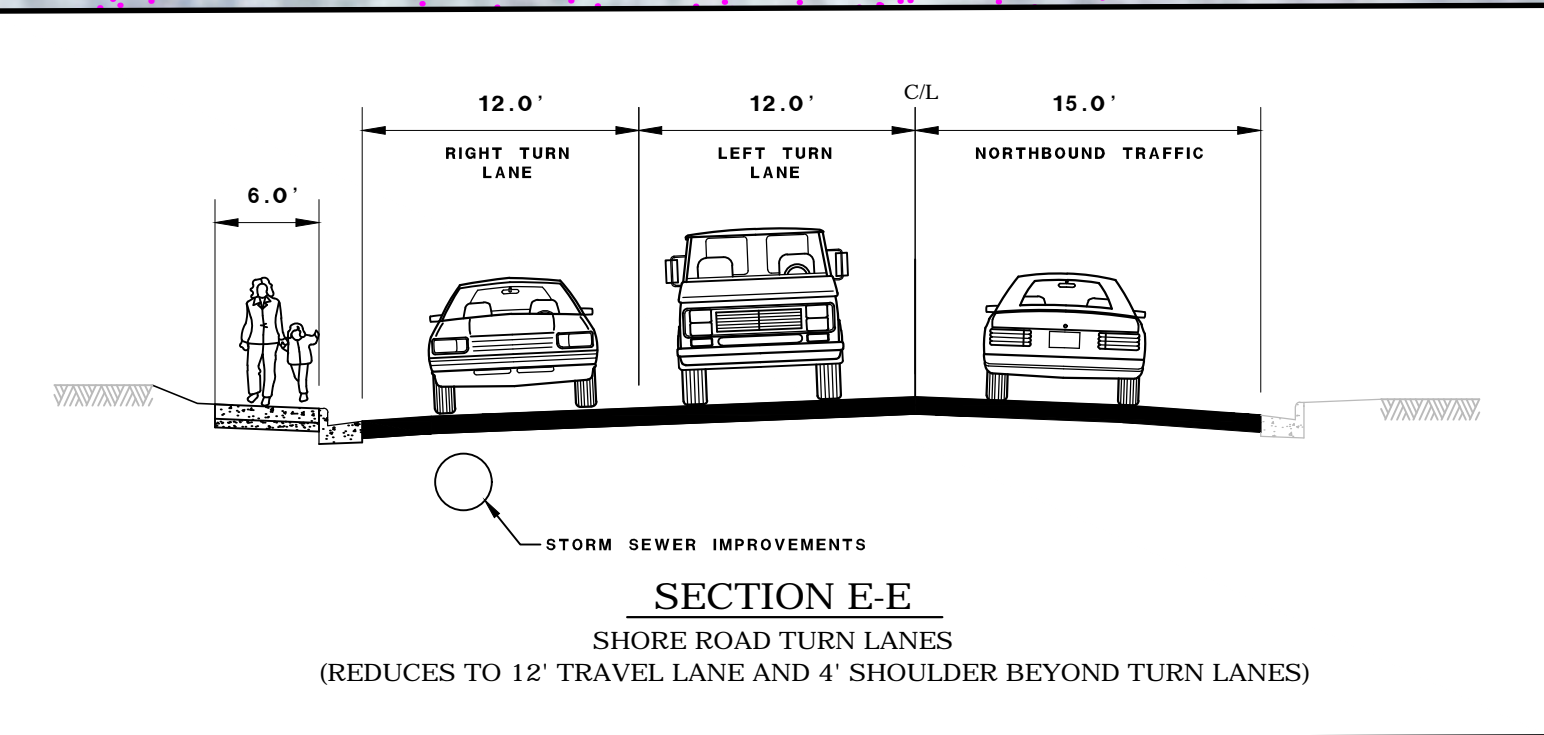 12.0'
12.0'
C/L
15.0'
RIGHT TURN
LANE
LEFT TURN
LANE
NORTHBOUND TRAFFIC
6.0'
STORM SEWER IMPROVEMENTS
SECTION E-E
SHORE ROAD TURN LANES
(REDUCES TO 12' TRAVEL LANE AND 4' SHOULDER BEYOND TURN LANES)